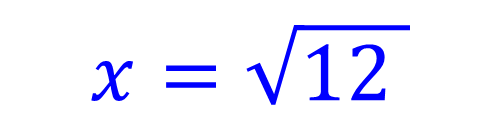 x = √12